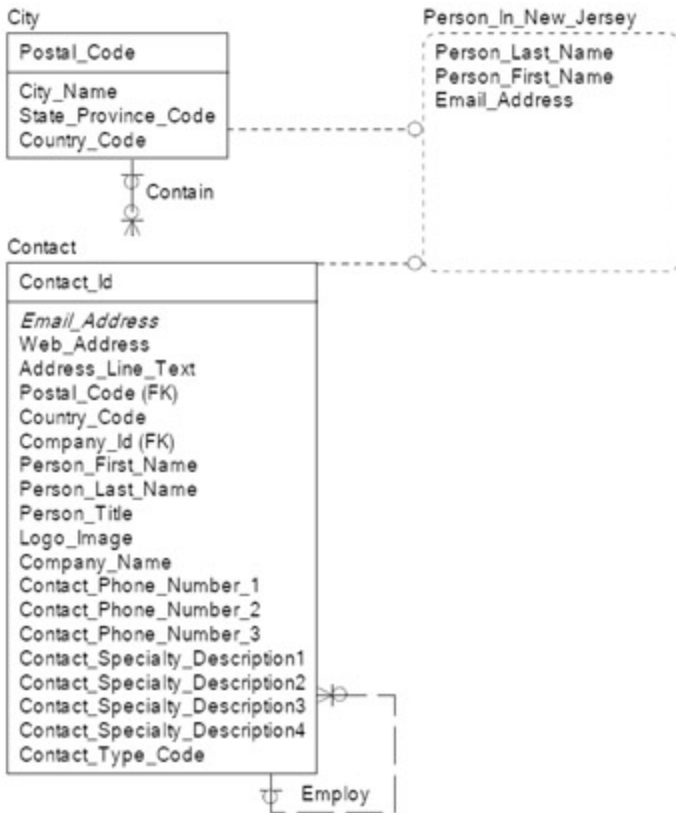 City
Postal_Code
City_Name
State_Province_Code
Country_Code
Person_In_New_Jersey
Person_Last_Name
Person_First_Name
Email_Address
Contain
Contact
Contact_Id
Email_Address
Web_Address
Address_Line_Text
Postal_Code (FK)
Country_Code
Company_Id (FK)
Person_First_Name
Person_Last_Name
Person_Title
Logo_Image
Company_Name
Contact_Phone_Number_1
Contact_Phone_Number_2
Contact_Phone_Number_3
Contact_Specialty_Description1
Contact_Specialty_Description2
Contact_Specialty_Description3
Contact_Specialty_Description4
Contact_Type_Code
Employ